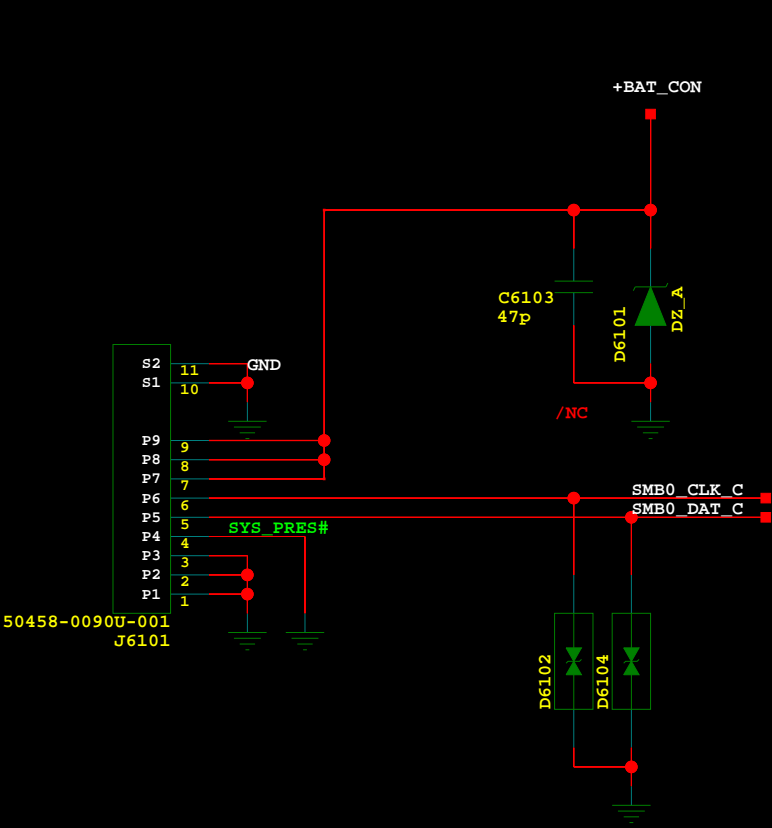 +BAT_CON
C6103
47p
D6101
DZ_A
/NC
S2
11
GND
S1
10
P9
9
P8
8
P7
7
P6
6
SMB0_CLK_C
P5
5
SMB0_DAT_C
P4
4
SYS_PRES#
P3
3
P2
2
P1
1
50458-0090U-001
J6101
D6102
D6104